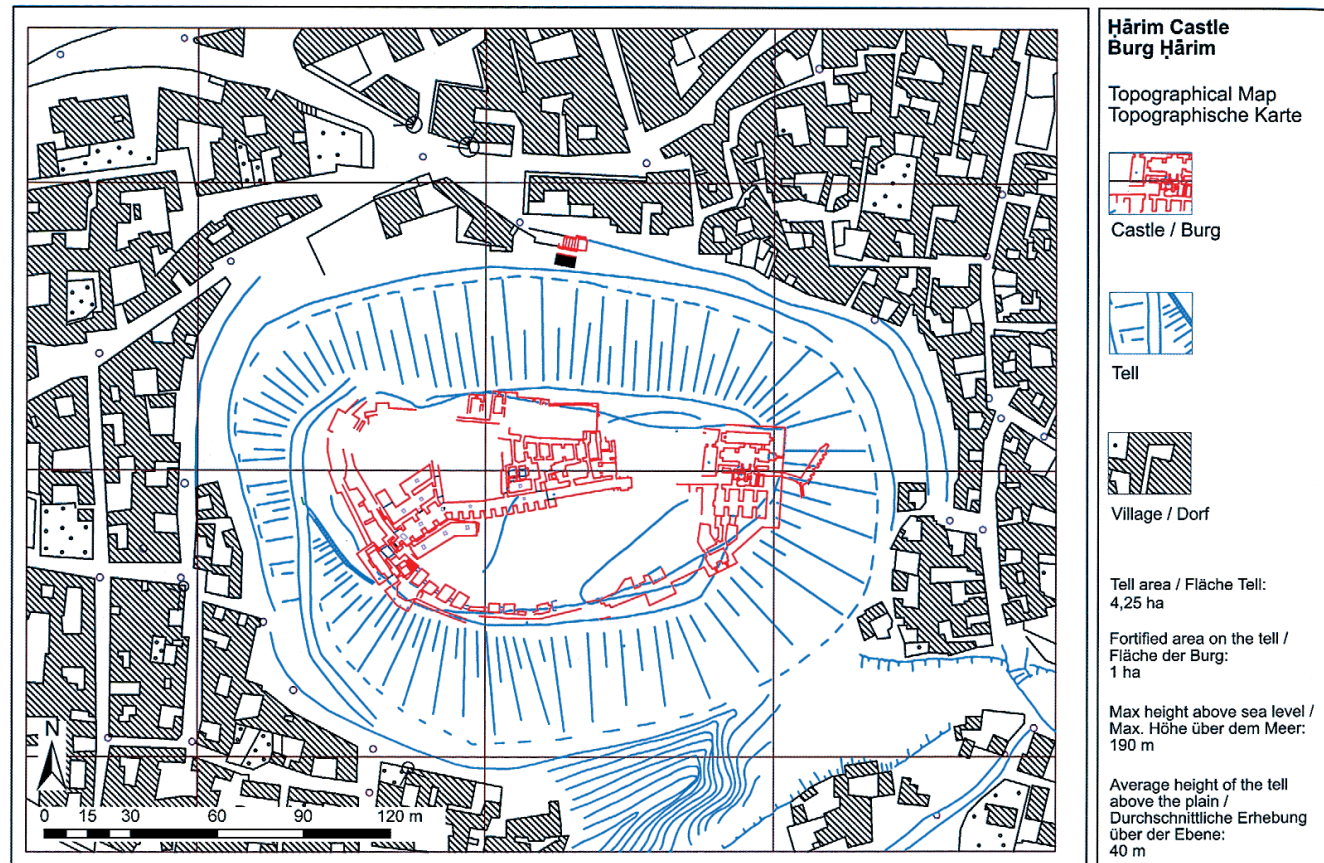 Ḥārim Castle
Burg Ḥārim
Topographical Map
Topographische Karte
Castle / Burg
Tell
Village / Dorf
Tell area / Fläche Tell:
4,25 ha
Fortified area on the tell /
Fläche der Burg:
1 ha
Max height above sea level /
Max. Höhe über dem Meer:
190 m
Average height of the tell
above the plain /
Durchschnittliche Erhebung
über der Ebene:
40 m
N
0 15 30 60 90 120 m